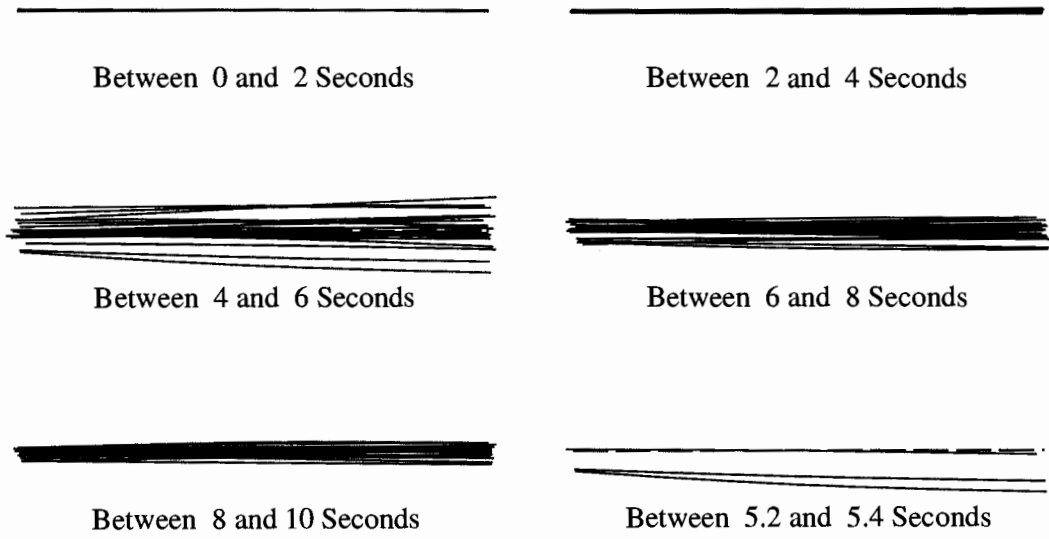 Between 0 and 2 Seconds
Between 2 and 4 Seconds
Between 4 and 6 Seconds
Between 6 and 8 Seconds
Between 8 and 10 Seconds
Between 5.2 and 5.4 Seconds